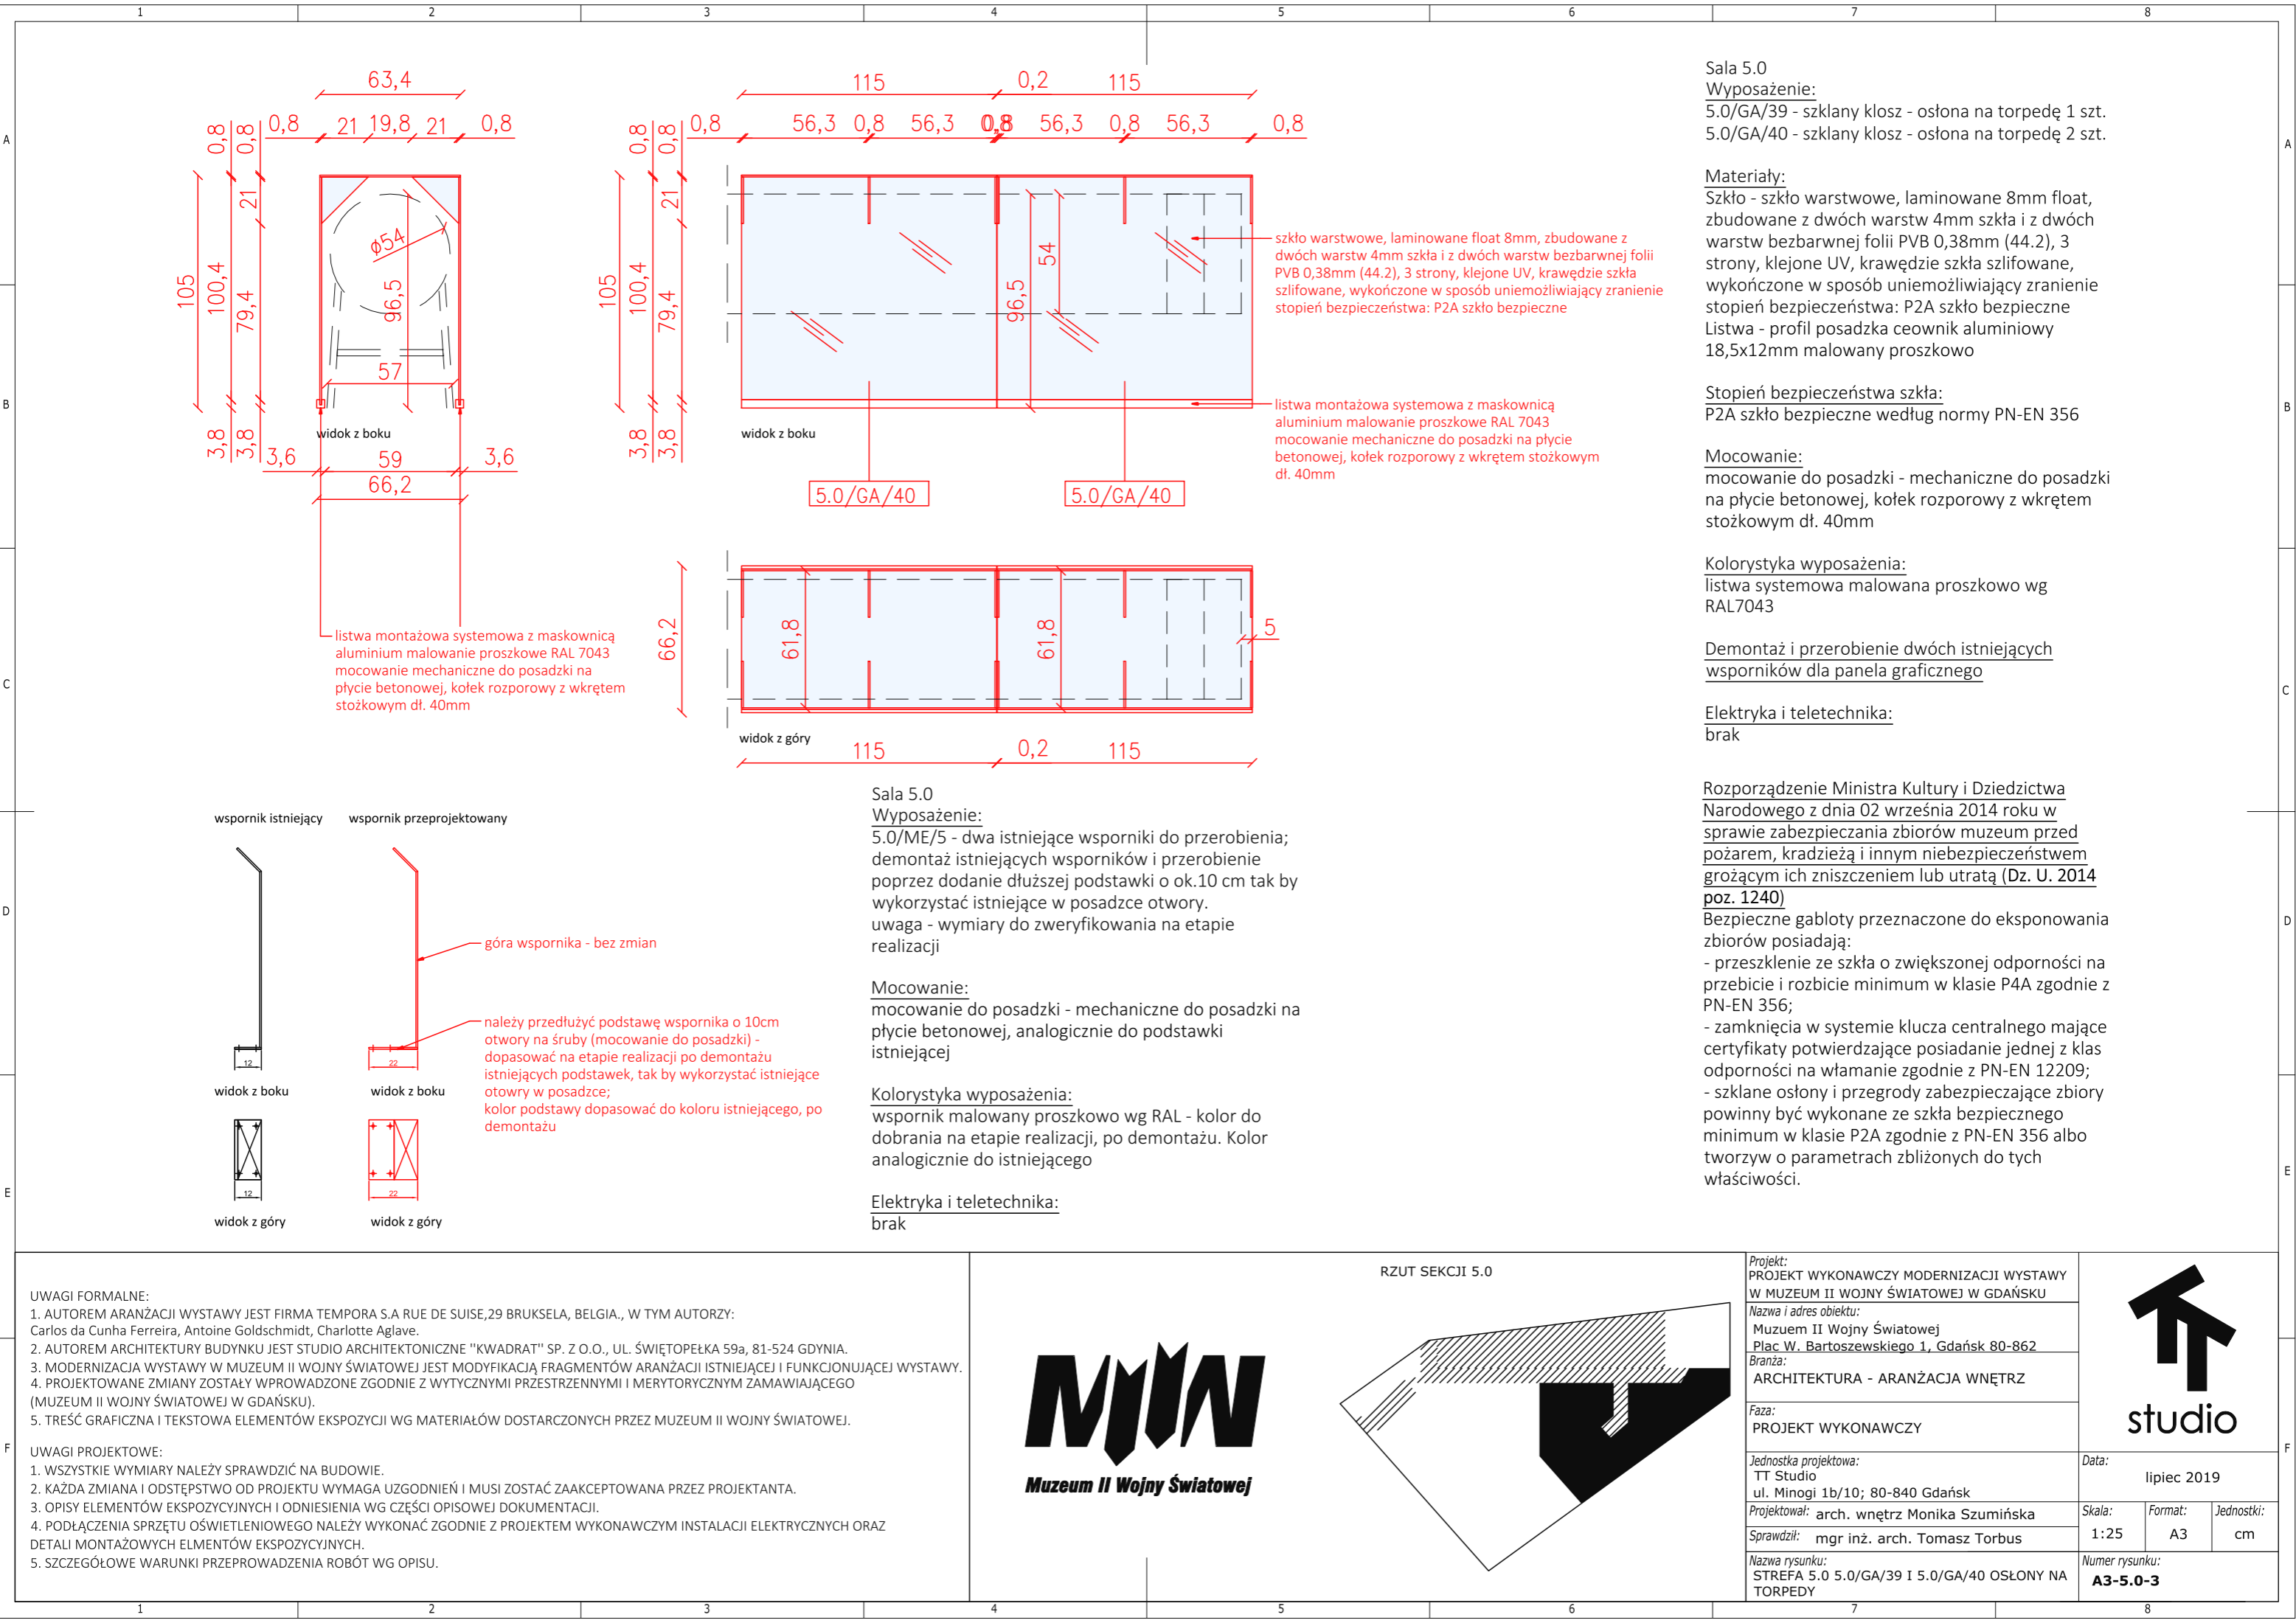 1 2 3 4 5 6 7 8
A
B
C
D
E
F
63,4
0,8 21 19,8 21 0,8
0,8 0,8
21
105
100,4
79,4
ø54
96,5
57
3,8 3,8
widok z boku
3,6 59 3,6
66,2
115 0,2 115
0,8 56,3 0,8 56,3 0,8 0,8 56,3 0,8 56,3 0,8
0,8 0,8
21
105
100,4
79,4
54
96,5
3,8 3,8
widok z boku
5.0/GA/40 5.0/GA/40
szkło warstwowe, laminowane float 8mm, zbudowane z
dwóch warstw 4mm szkła i z dwóch warstw bezbarwnej folii
PVB 0,38mm (44.2), 3 strony, klejone UV, krawędzie szkła
szlifowane, wykończone w sposób uniemożliwiający zranienie
stopień bezpieczeństwa: P2A szkło bezpieczne
listwa montażowa systemowa z maskownicą
aluminium malowanie proszkowe RAL 7043
mocowanie mechaniczne do posadzki na płycie
betonowej, kołek rozporowy z wkrętem stożkowym
dł. 40mm
66,2
61,8
61,8
5
widok z góry
115 0,2 115
listwa montażowa systemowa z maskownicą
aluminium malowanie proszkowe RAL 7043
mocowanie mechaniczne do posadzki na
płycie betonowej, kołek rozporowy z wkrętem
stożkowym dł. 40mm
wspornik istniejący wspornik przeprojektowany
góra wspornika - bez zmian
należy przedłużyć podstawę wspornika o 10cm
otwory na śruby (mocowanie do posadzki) -
dopasować na etapie realizacji po demontażu
istniejących podstawek, tak by wykorzystać istniejące
otowry w posadzce;
kolor podstawy dopasować do koloru istniejącego, po
demontażu
12 22
widok z boku widok z boku
12 22
widok z góry widok z góry
Sala 5.0
Wyposażenie:
5.0/ME/5 - dwa istniejące wsporniki do przerobienia;
demontaż istniejących wsporników i przerobienie
poprzez dodanie dłuższej podstawki o ok.10 cm tak by
wykorzystać istniejące w posadzce otwory.
uwaga - wymiary do zweryfikowania na etapie
realizacji
Mocowanie:
mocowanie do posadzki - mechaniczne do posadzki na
płycie betonowej, analogicznie do podstawki
istniejącej
Kolorystyka wyposażenia:
wspornik malowany proszkowo wg RAL - kolor do
dobrania na etapie realizacji, po demontażu. Kolor
analogicznie do istniejącego
Elektryka i teletechnika:
brak
Sala 5.0
Wyposażenie:
5.0/GA/39 - szklany klosz - osłona na torpedę 1 szt.
5.0/GA/40 - szklany klosz - osłona na torpedę 2 szt.
Materiały:
Szkło - szkło warstwowe, laminowane 8mm float,
zbudowane z dwóch warstw 4mm szkła i z dwóch
warstw bezbarwnej folii PVB 0,38mm (44.2), 3
strony, klejone UV, krawędzie szkła szlifowane,
wykończone w sposób uniemożliwiający zranienie
stopień bezpieczeństwa: P2A szkło bezpieczne
Listwa - profil posadzka ceownik aluminiowy
18,5x12mm malowany proszkowo
Stopień bezpieczeństwa szkła:
P2A szkło bezpieczne według normy PN-EN 356
Mocowanie:
mocowanie do posadzki - mechaniczne do posadzki
na płycie betonowej, kołek rozporowy z wkrętem
stożkowym dł. 40mm
Kolorystyka wyposażenia:
listwa systemowa malowana proszkowo wg
RAL7043
Demontaż i przerobienie dwóch istniejących
wsporników dla panela graficznego
Elektryka i teletechnika:
brak
Rozporządzenie Ministra Kultury i Dziedzictwa
Narodowego z dnia 02 września 2014 roku w
sprawie zabezpieczania zbiorów muzeum przed
pożarem, kradzieżą i innym niebezpieczeństwem
grożącym ich zniszczeniem lub utratą (Dz. U. 2014
poz. 1240)
Bezpieczne gabloty przeznaczone do eksponowania
zbiorów posiadają:
- przeszklenie ze szkła o zwiększonej odporności na
przebicie i rozbicie minimum w klasie P4A zgodnie z
PN-EN 356;
- zamknięcia w systemie klucza centralnego mające
certyfikaty potwierdzające posiadanie jednej z klas
odporności na włamanie zgodnie z PN-EN 12209;
- szklane osłony i przegrody zabezpieczające zbiory
powinny być wykonane ze szkła bezpiecznego
minimum w klasie P2A zgodnie z PN-EN 356 albo
tworzyw o parametrach zbliżonych do tych
właściwości.
UWAGI FORMALNE:
1. AUTOREM ARANŻACJI WYSTAWY JEST FIRMA TEMPORA S.A RUE DE SUISE,29 BRUKSELA, BELGIA., W TYM AUTORZY:
Carlos da Cunha Ferreira, Antoine Goldschmidt, Charlotte Aglave.
2. AUTOREM ARCHITEKTURY BUDYNKU JEST STUDIO ARCHITEKTONICZNE "KWADRAT" SP. Z O.O., UL. ŚWIĘTOPEŁKA 59a, 81-524 GDYNIA.
3. MODERNIZACJA WYSTAWY W MUZEUM II WOJNY ŚWIATOWEJ JEST MODYFIKACJĄ FRAGMENTÓW ARANŻACJI ISTNIEJĄCEJ I FUNKCJONUJĄCEJ WYSTAWY.
4. PROJEKTOWANE ZMIANY ZOSTAŁY WPROWADZONE ZGODNIE Z WYTYCZNYMI PRZESTRZENNYMI I MERYTORYCZNYM ZAMAWIAJĄCEGO
(MUZEUM II WOJNY ŚWIATOWEJ W GDAŃSKU).
5. TREŚĆ GRAFICZNA I TEKSTOWA ELEMENTÓW EKSPOZYCJI WG MATERIAŁÓW DOSTARCZONYCH PRZEZ MUZEUM II WOJNY ŚWIATOWEJ.
UWAGI PROJEKTOWE:
1. WSZYSTKIE WYMIARY NALEŻY SPRAWDZIĆ NA BUDOWIE.
2. KAŻDA ZMIANA I ODSTĘPSTWO OD PROJEKTU WYMAGA UZGODNIEŃ I MUSI ZOSTAĆ ZAAKCEPTOWANA PRZEZ PROJEKTANTA.
3. OPISY ELEMENTÓW EKSPOZYCYJNYCH I ODNIESIENIA WG CZĘŚCI OPISOWEJ DOKUMENTACJI.
4. PODŁĄCZENIA SPRZĘTU OŚWIETLENIOWEGO NALEŻY WYKONAĆ ZGODNIE Z PROJEKTEM WYKONAWCZYM INSTALACJI ELEKTRYCZNYCH ORAZ
DETALI MONTAŻOWYCH ELMENTÓW EKSPOZYCYJNYCH.
5. SZCZEGÓŁOWE WARUNKI PRZEPROWADZENIA ROBÓT WG OPISU.
Muzeum II Wojny Światowej
RZUT SEKCJI 5.0
Projekt:
PROJEKT WYKONAWCZY MODERNIZACJI WYSTAWY
W MUZEUM II WOJNY ŚWIATOWEJ W GDAŃSKU
Nazwa i adres obiektu:
Muzuem II Wojny Światowej
Plac W. Bartoszewskiego 1, Gdańsk 80-862
Branża:
ARCHITEKTURA - ARANŻACJA WNĘTRZ
Faza:
PROJEKT WYKONAWCZY
Jednostka projektowa:
TT Studio
ul. Minogi 1b/10; 80-840 Gdańsk
Projektował: arch. wnętrz Monika Szumińska
Sprawdził: mgr inż. arch. Tomasz Torbus
Nazwa rysunku:
STREFA 5.0 5.0/GA/39 I 5.0/GA/40 OSŁONY NA
TORPEDY
studio
Data:
lipiec 2019
Skala: Format: Jednostki:
1:25 A3 cm
Numer rysunku:
A3-5.0-3
A
B
C
D
E
F
1 2 3 4 5 6 7 8